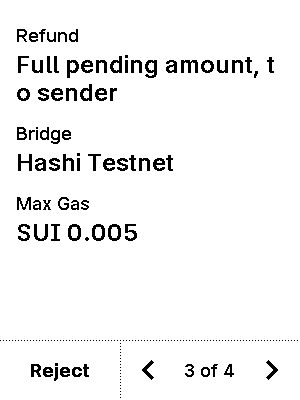 Refund
Full pending amount, t
o sender
Bridge
Hashi Testnet
Max Gas
SUI 0.005
Reject
3 of 4